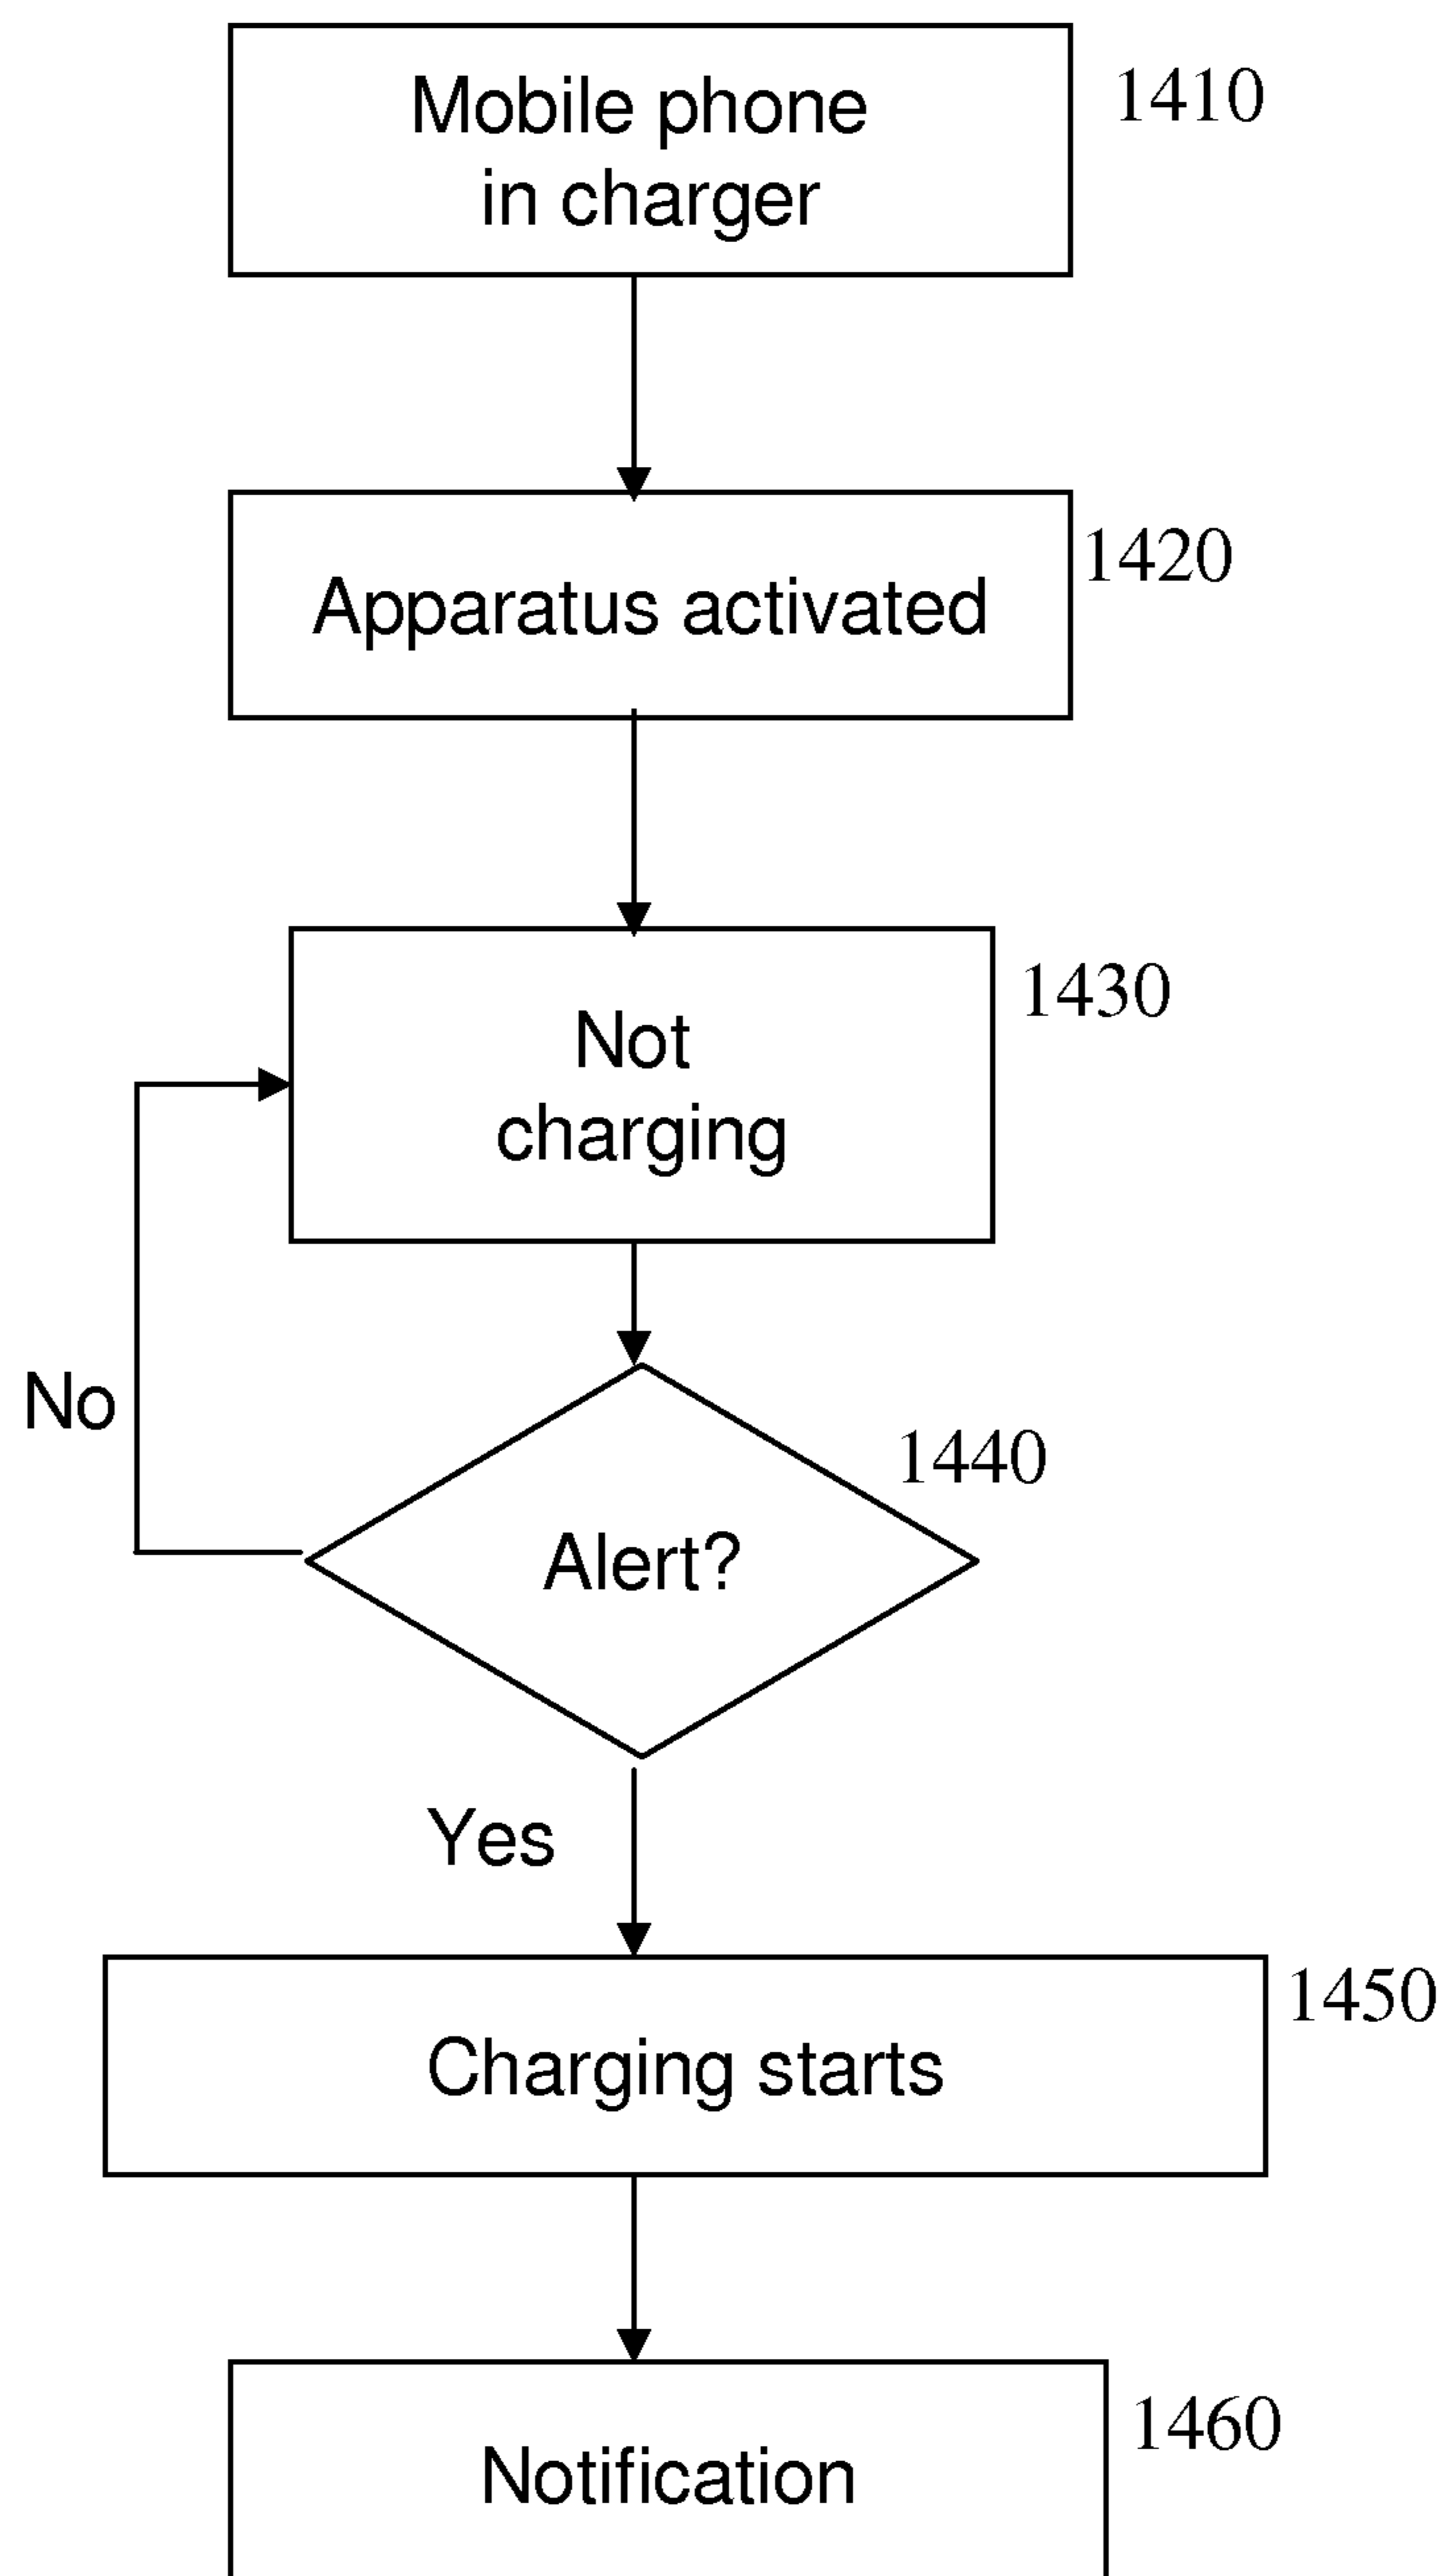 Mobile phone
in charger
1410
Apparatus activated
1420
Not
charging
1430
No
Alert?
1440
Yes
Charging starts
1450
Notification
1460